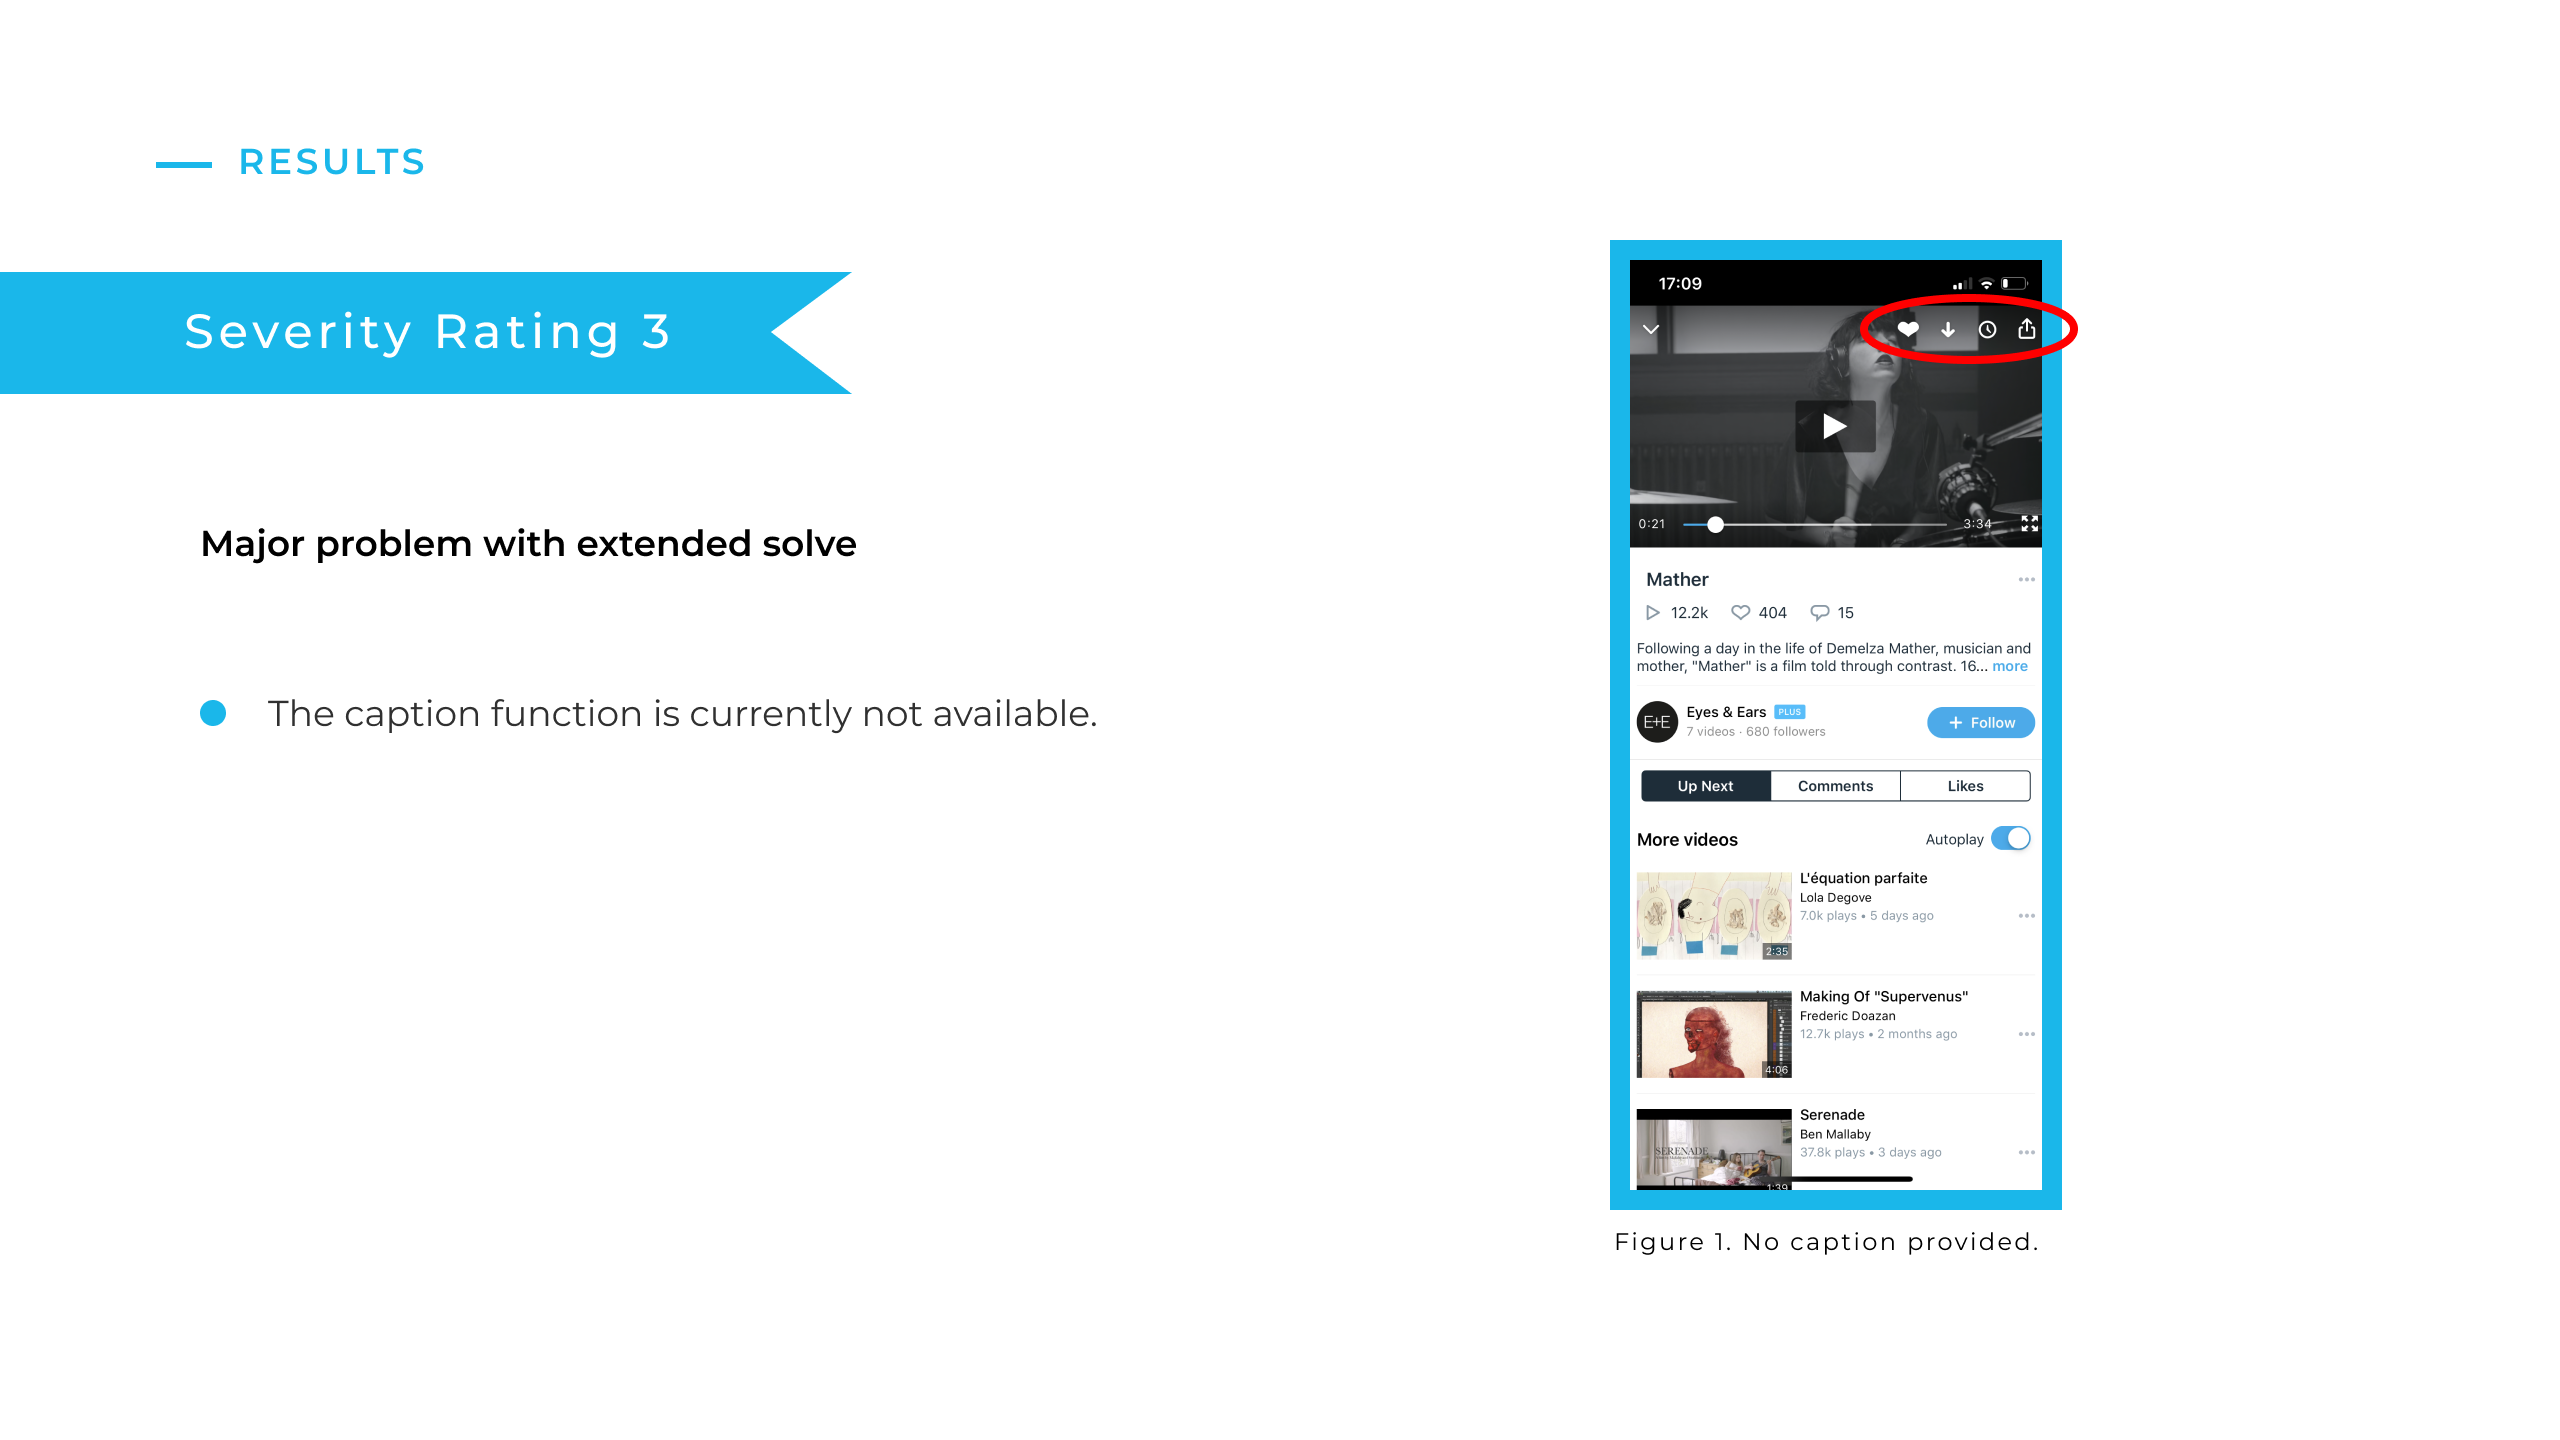 RESULTS
Severity Rating 3
Major problem with extended solve
The caption function is currently not available.
17:09
0:21
3:34
Mather
12.2k 404 15
Following a day in the life of Demelza Mather, musician and
mother, "Mather" is a film told through contrast. 16... more
E+E
Eyes & Ears PLUS
7 videos · 680 followers
+ Follow
Up Next Comments Likes
More videos Autoplay
L'équation parfaite
Lola Degove
7.0k plays • 5 days ago
2:35
Making Of "Supervenus"
Frederic Doazan
12.7k plays • 2 months ago
4:06
Serenade
Ben Mallaby
37.8k plays • 3 days ago
SERENADE
1:39
Figure 1. No caption provided.